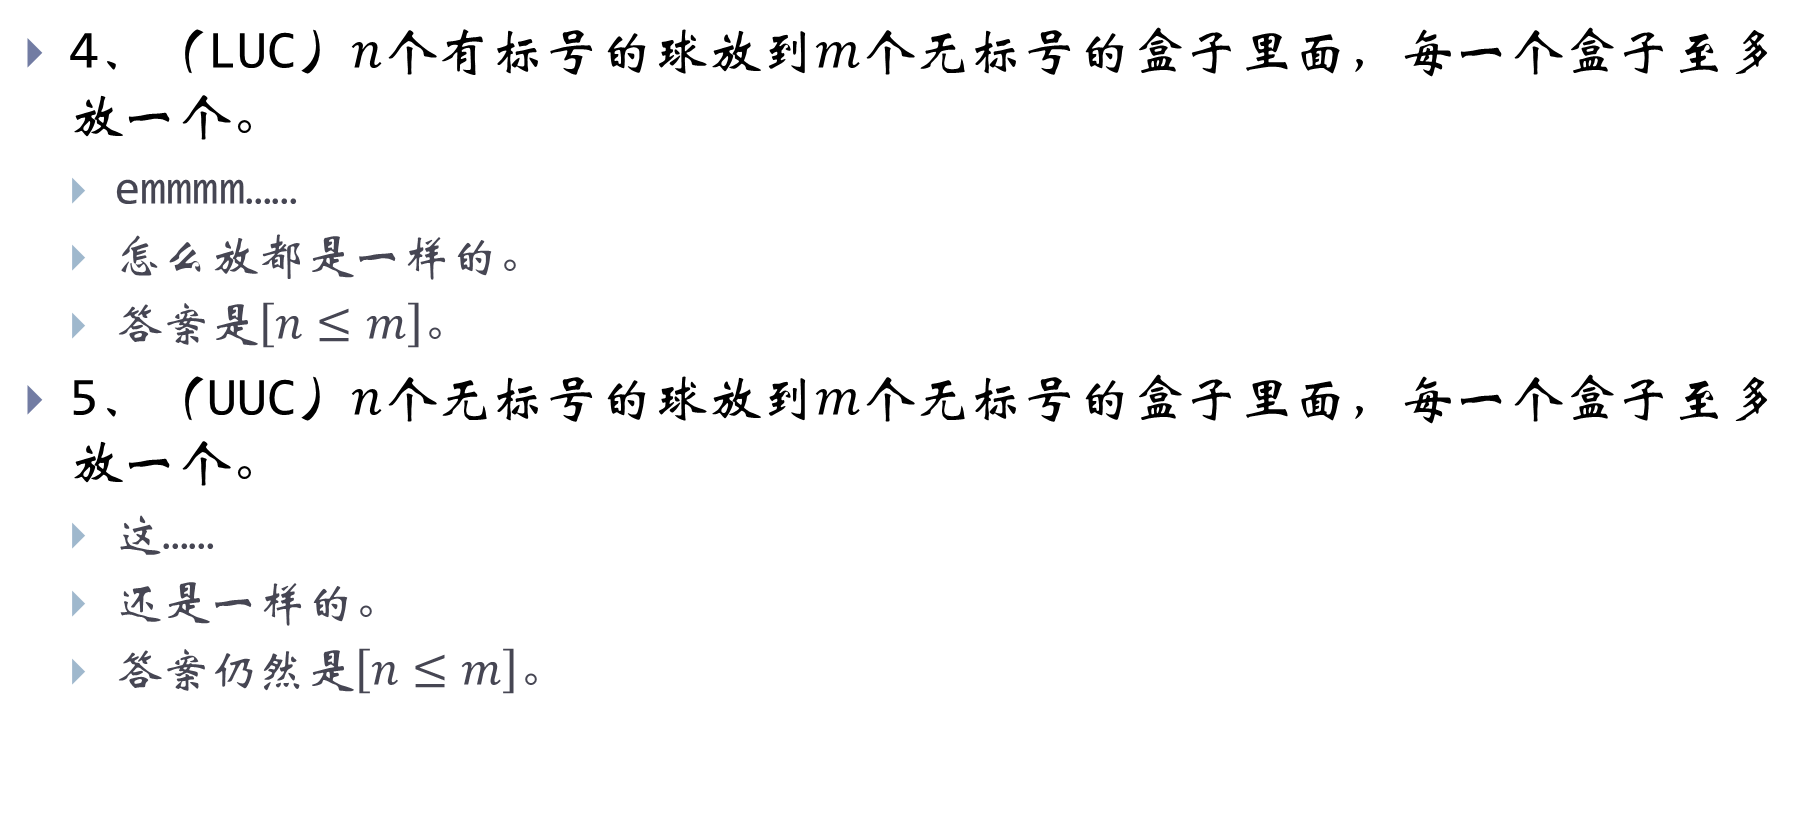 4、（LUC）n个有标号的球放到m个无标号的盒子里面，每一个盒子至多
放一个。
emmmm……
怎么放都是一样的。
答案是[n ≤ m]。
5、（UUC）n个无标号的球放到m个无标号的盒子里面，每一个盒子至多
放一个。
这……
还是一样的。
答案仍然是[n ≤ m]。